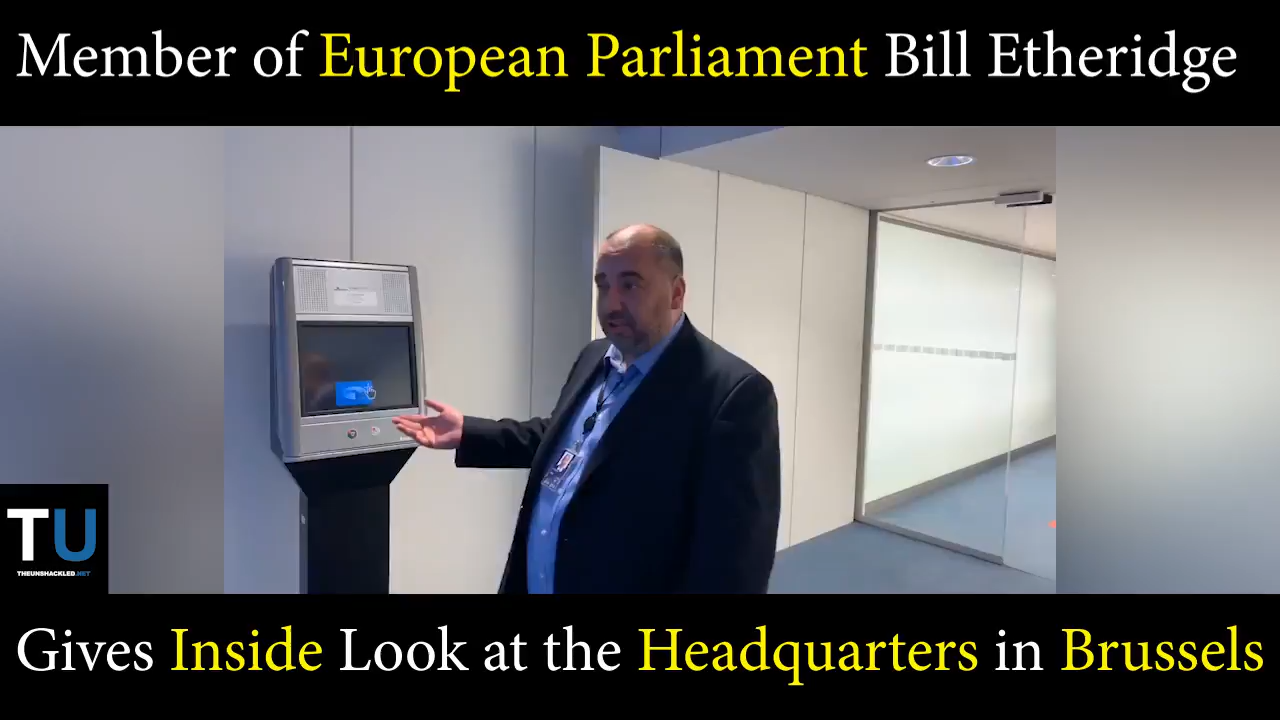 Member of European Parliament Bill Etheridge
TU
THEUNSHACKLED.NET
Gives Inside Look at the Headquarters in Brussels